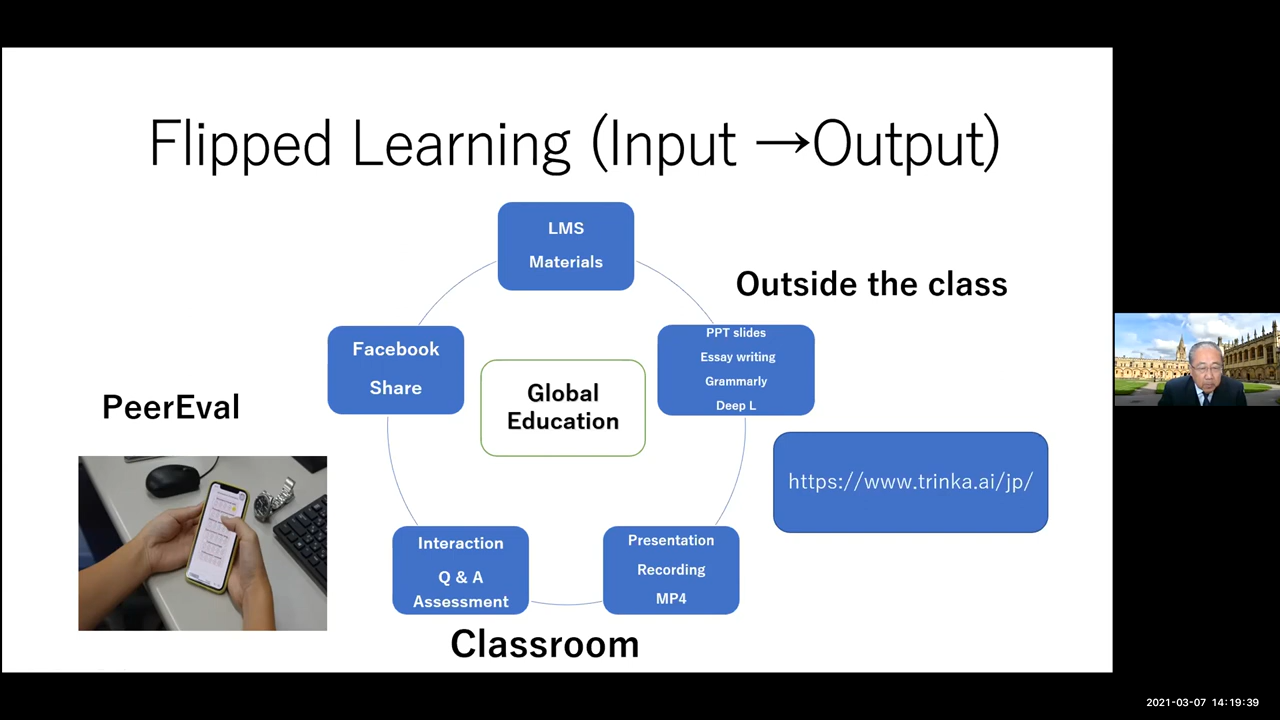 Flipped Learning (Input →Output)
LMS
Materials
Outside the class
PPT slides
Essay writing
Grammarly
Deep L
Facebook
Share
Global
Education
PeerEval
https://www.trinka.ai/jp/
Interaction
Q & A
Assessment
Presentation
Recording
MP4
Classroom
2021-03-07 14:19:39